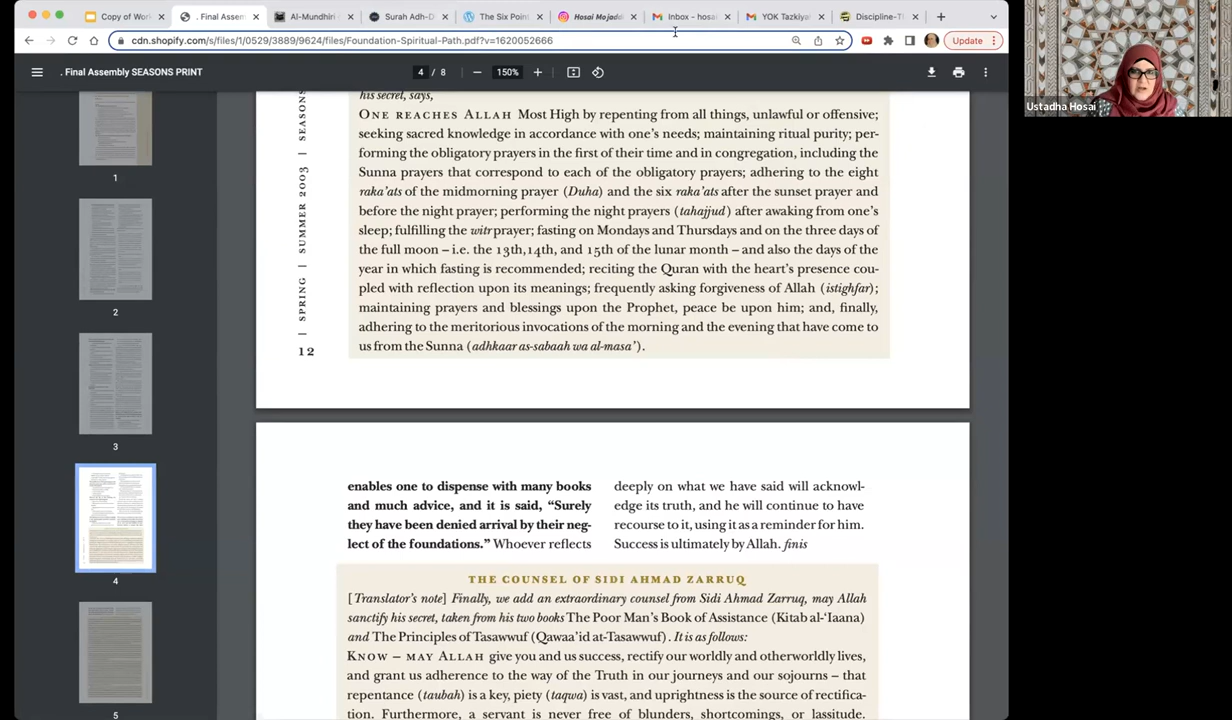 Copy of Work
. Final Assem
Al-Mundhiri
Surah Adh-D
The Six Point
Hosai Mojaddi
Inbox – hosai
YOK Tazkiyah
Discipline-Th
cdn.shopify.com/s/files/1/0529/3889/9624/files/Foundation-Spiritual-Path.pdf?v=1620052666
Update
. Final Assembly SEASONS PRINT
4 / 8
150%
Ustadha Hosai
1
2
3
4
5
SPRING | SUMMER 2003 | SEASONS
12
his secret, says,
ONE REACHES ALLAH Most High by repenting from all things, unlawful or offensive;
seeking sacred knowledge in accordance with one's needs; maintaining ritual purity; per-
forming the obligatory prayers in the first of their time and in congregation, including the
Sunna prayers that correspond to each of the obligatory prayers; adhering to the eight
raka'ats of the midmorning prayer (Duha) and the six raka'ats after the sunset prayer and
before the night prayer; performing the night prayers (tahajjud) after awaking from one's
sleep; fulfilling the witr prayer; fasting on Mondays and Thursdays and on the three days of
the full moon – i.e. the 13th,14th, and 15th of the lunar month – and also the days of the
year in which fasting is recommended; reciting the Quran with the heart's presence cou-
pled with reflection upon its meanings; frequently asking forgiveness of Allah (istighfar);
maintaining prayers and blessings upon the Prophet, peace be upon him; and, finally,
adhering to the meritorious invocations of the morning and the evening that have come to
us from the Sunna (adhkaar as-sabaah wa al-masa').
enables one to dispense with many books
and much advice, and it is said, “Surely
they have been denied arrival by their neg-
lect of the foundations.” Whoever reflects
deeply on what we have said will acknowl-
edge its truth, and he will continue to have
recourse to it, using it as a reminder for him.
Success is ultimately by Allah. finis
THE COUNSEL OF SIDI AHMAD ZARRUQ
[Translator's note] Finally, we add an extraordinary counsel from Sidi Ahmad Zarruq, may Allah
sanctify his secret, taken from his two books The Poor Man's Book of Assistance (Kitab al-‘Iaana)
and The Principles of Tasawwuf (Qawaa'id at-Tasawwuf). It is as follows:
KNOW – MAY ALLAH give you and us success, rectify our worldly and otherworldly lives,
and grant us adherence to the way of the Truth in our journeys and our sojourns – that
repentance (taubah) is a key, piety (taqwa) is vast, and uprightness is the source of rectifica-
tion. Furthermore, a servant is never free of blunders, shortcomings, or lassitude.